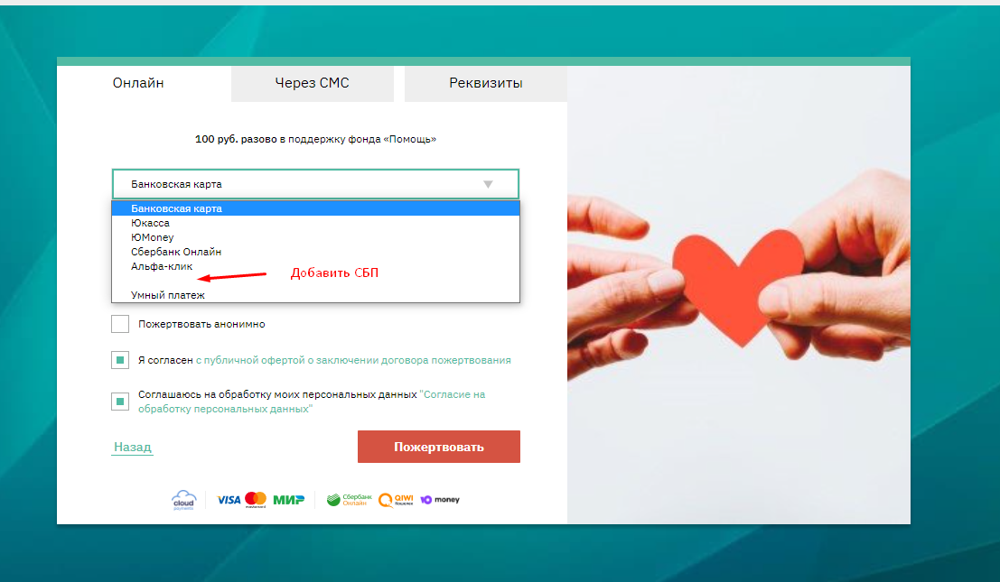 Онлайн
Через СМС
Реквизиты
100 руб. разово в поддержку фонда «Помощь»
Банковская карта
Банковская карта
Юкасса
ЮMoney
Сбербанк Онлайн
Альфа-клик
Добавить СБП
Умный платеж
Пожертвовать анонимно
Я согласен с публичной офертой о заключении договора пожертвования
Соглашаюсь на обработку моих персональных данных "Согласие на
обработку персональных данных"
Назад
Пожертвовать
cloud
payments
VISA
mastercard
МИР
Сбербанк
Онлайн
QIWI
Кошелек
Ю money